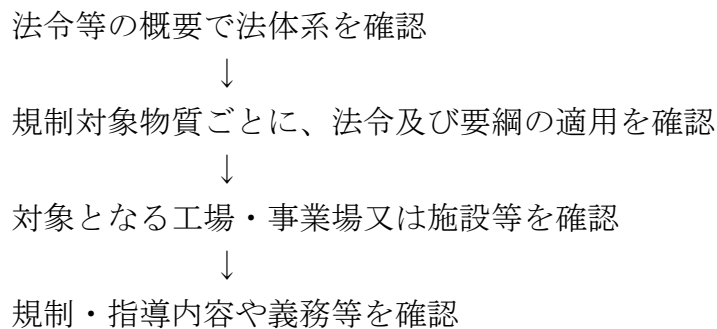 法令等の概要で法体系を確認
↓
規制対象物質ごとに、法令及び要綱の適用を確認
↓
対象となる工場・事業場又は施設等を確認
↓
規制・指導内容や義務等を確認